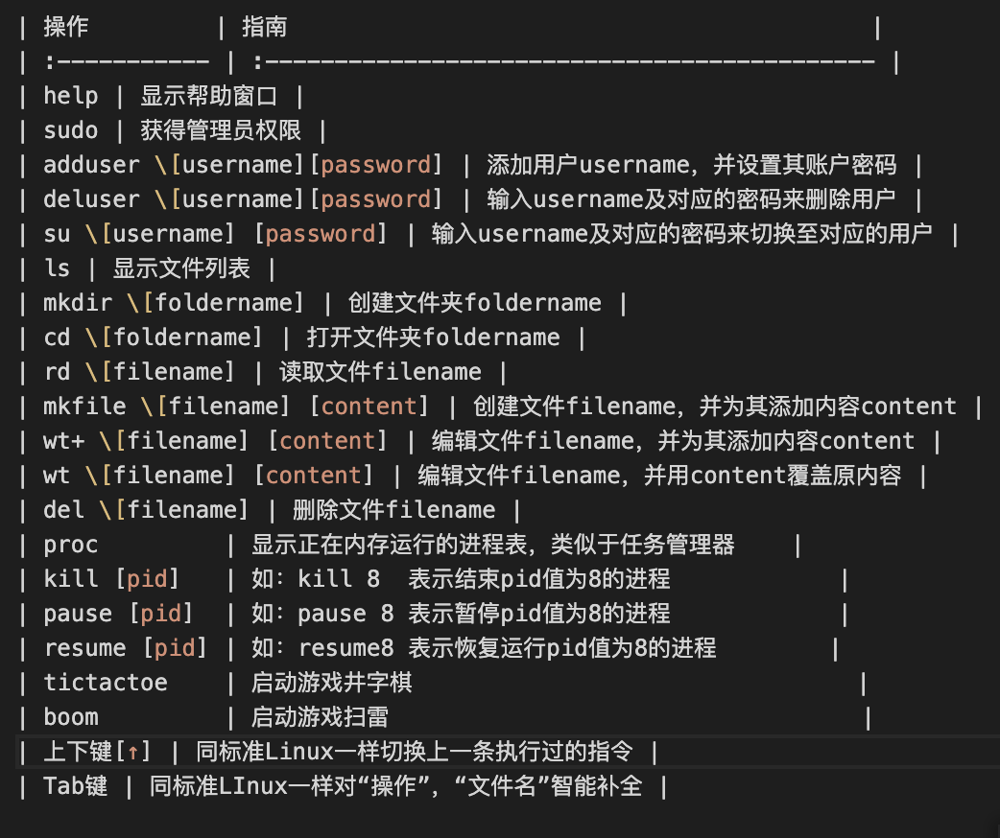 | 操作         | 指南                                          |
| :----------- | :-------------------------------------------- |
| help | 显示帮助窗口 |
| sudo | 获得管理员权限 |
| adduser \[username][password] | 添加用户username，并设置其账户密码 |
| deluser \[username][password] | 输入username及对应的密码来删除用户 |
| su \[username] [password] | 输入username及对应的密码来切换至对应的用户 |
| ls | 显示文件列表 |
| mkdir \[foldername] | 创建文件夹foldername |
| cd \[foldername] | 打开文件夹foldername |
| rd \[filename] | 读取文件filename |
| mkfile \[filename] [content] | 创建文件filename，并为其添加内容content |
| wt+ \[filename] [content] | 编辑文件filename，并为其添加内容content |
| wt \[filename] [content] | 编辑文件filename，并用content覆盖原内容 |
| del \[filename] | 删除文件filename |
| proc         | 显示正在内存运行的进程表，类似于任务管理器    |
| kill [pid]   | 如：kill 8  表示结束pid值为8的进程            |
| pause [pid]  | 如：pause 8 表示暂停pid值为8的进程            |
| resume [pid] | 如：resume8 表示恢复运行pid值为8的进程        |
| tictactoe    | 启动游戏井字棋                                |
| boom         | 启动游戏扫雷                                  |
| 上下键[↑] | 同标准Linux一样切换上一条执行过的指令 |
| Tab键 | 同标准LInux一样对“操作”，“文件名”智能补全 |